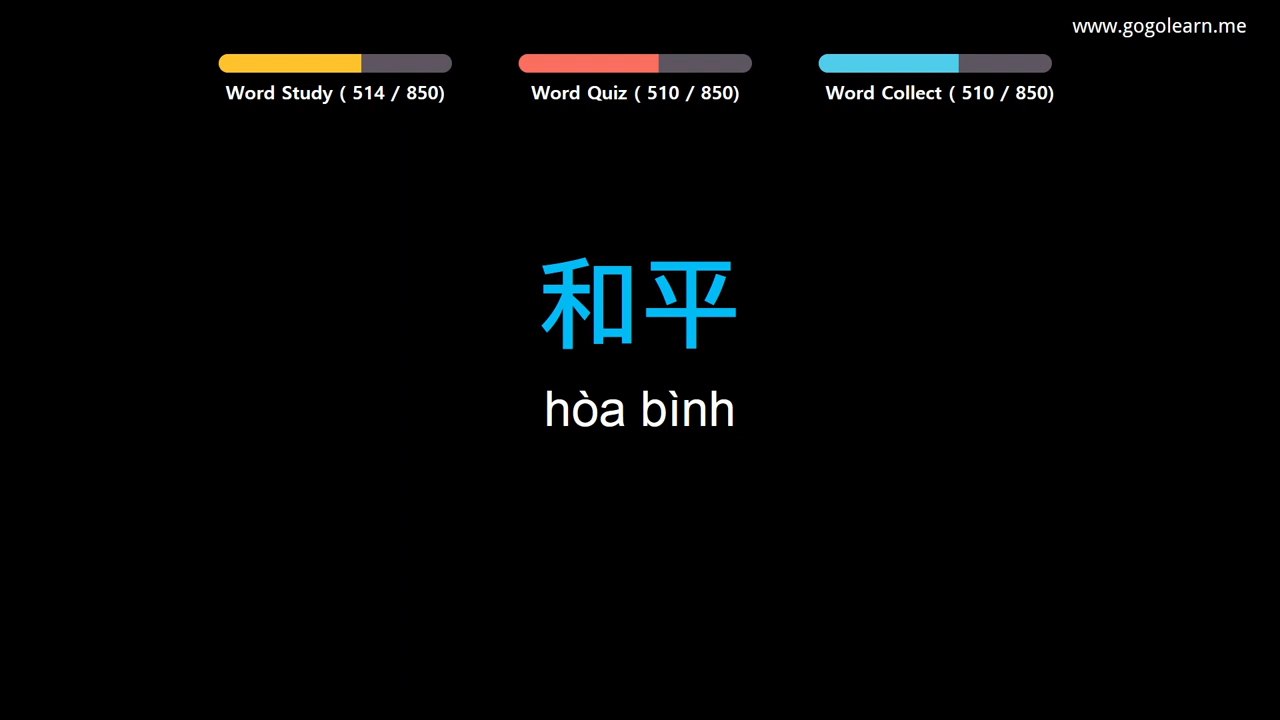 www.gogolearn.me
Word Study ( 514 / 850)
Word Quiz ( 510 / 850)
Word Collect ( 510 / 850)
和平
hòa bình